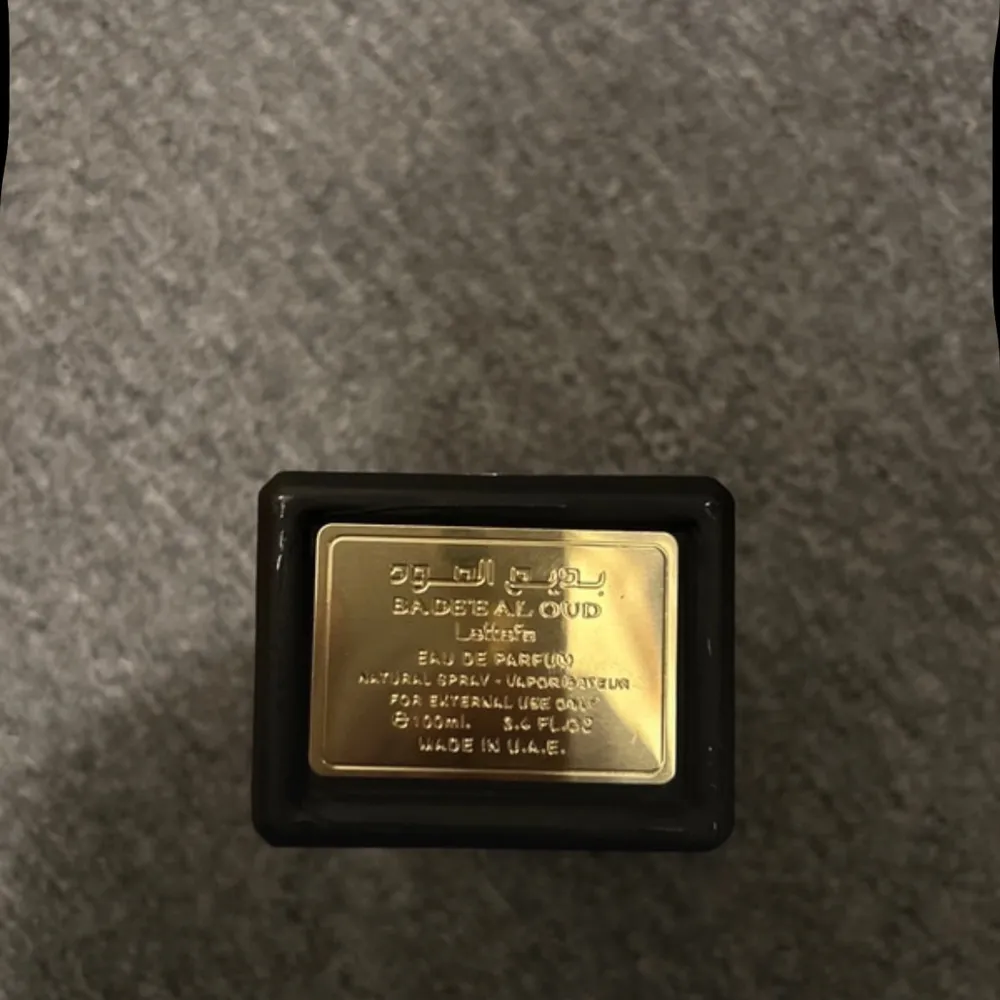 بديع العود
BADE'E AL OUD
Lattafa
EAU DE PARFUM
NATURAL SPRAY - VAPORISATEUR
FOR EXTERNAL USE ONLY
℮100ml. 3.4 FL.OZ
MADE IN U.A.E.